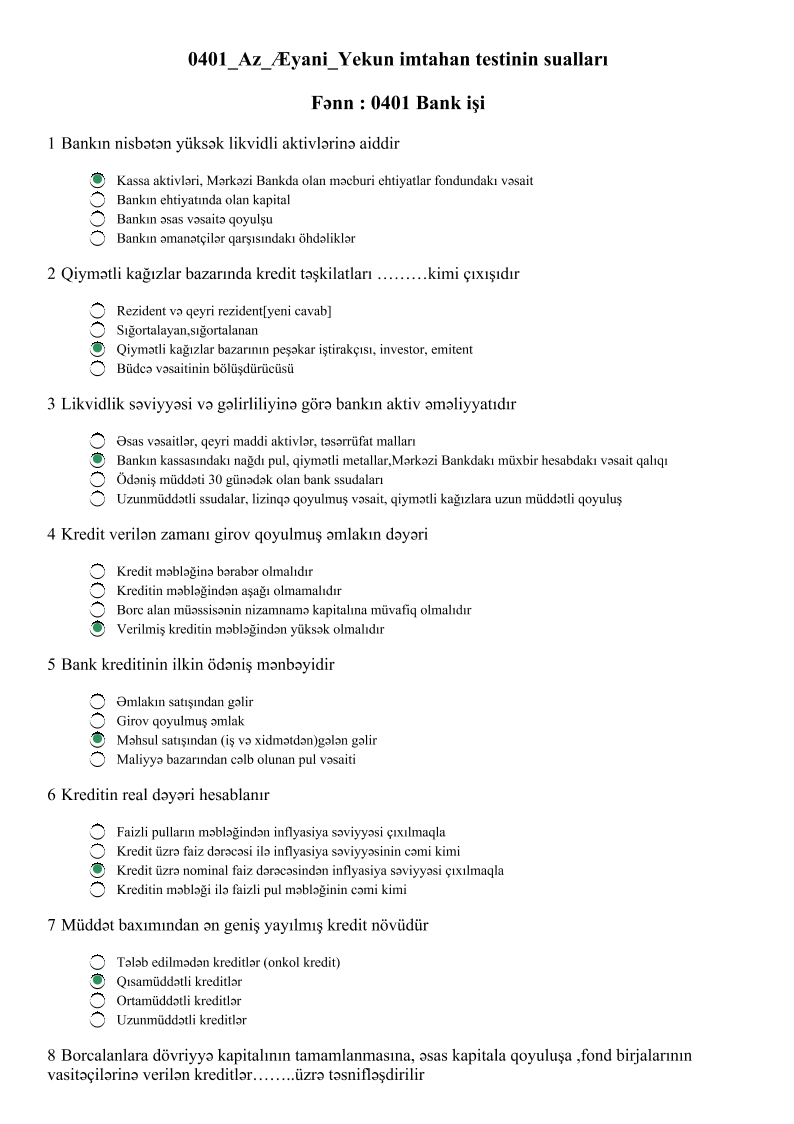 0401_Az_Æyani_Yekun imtahan testinin sualları
Fənn : 0401 Bank işi
1 Bankın nisbətən yüksək likvidli aktivlərinə aiddir
Kassa aktivləri, Mərkəzi Bankda olan məcburi ehtiyatlar fondundakı vəsait
Bankın ehtiyatında olan kapital
Bankın əsas vəsaitə qoyulşu
Bankın əmanətçilər qarşısındakı öhdəliklər
2 Qiymətli kağızlar bazarında kredit təşkilatları ………kimi çıxışıdır
Rezident və qeyri rezident[yeni cavab]
Sığortalayan,sığortalanan
Qiymətli kağızlar bazarının peşəkar iştirakçısı, investor, emitent
Büdcə vəsaitinin bölüşdürücüsü
3 Likvidlik səviyyəsi və gəlirliliyinə görə bankın aktiv əməliyyatıdır
Əsas vəsaitlər, qeyri maddi aktivlər, təsərrüfat malları
Bankın kassasındakı nağdı pul, qiymətli metallar,Mərkəzi Bankdakı müxbir hesabdakı vəsait qalıqı
Ödəniş müddəti 30 günədək olan bank ssudaları
Uzunmüddətli ssudalar, lizinqə qoyulmuş vəsait, qiymətli kağızlara uzun müddətli qoyuluş
4 Kredit verilən zamanı girov qoyulmuş əmlakın dəyəri
Kredit məbləğinə bərabər olmalıdır
Kreditin məbləğindən aşağı olmamalıdır
Borc alan müəssisənin nizamnamə kapitalına müvafiq olmalıdır
Verilmiş kreditin məbləğindən yüksək olmalıdır
5 Bank kreditinin ilkin ödəniş mənbəyidir
Əmlakın satışından gəlir
Girov qoyulmuş əmlak
Məhsul satışından (iş və xidmətdən)gələn gəlir
Maliyyə bazarından cəlb olunan pul vəsaiti
6 Kreditin real dəyəri hesablanır
Faizli pulların məbləğindən inflyasiya səviyyəsi çıxılmaqla
Kredit üzrə faiz dərəcəsi ilə inflyasiya səviyyəsinin cəmi kimi
Kredit üzrə nominal faiz dərəcəsindən inflyasiya səviyyəsi çıxılmaqla
Kreditin məbləği ilə faizli pul məbləğinin cəmi kimi
7 Müddət baxımından ən geniş yayılmış kredit növüdür
Tələb edilmədən kreditlər (onkol kredit)
Qısamüddətli kreditlər
Ortamüddətli kreditlər
Uzunmüddətli kreditlər
8 Borcalanlara dövriyyə kapitalının tamamlanmasına, əsas kapitala qoyuluşa ,fond birjalarının
vasitəçilərinə verilən kreditlər……..üzrə təsnifləşdirilir